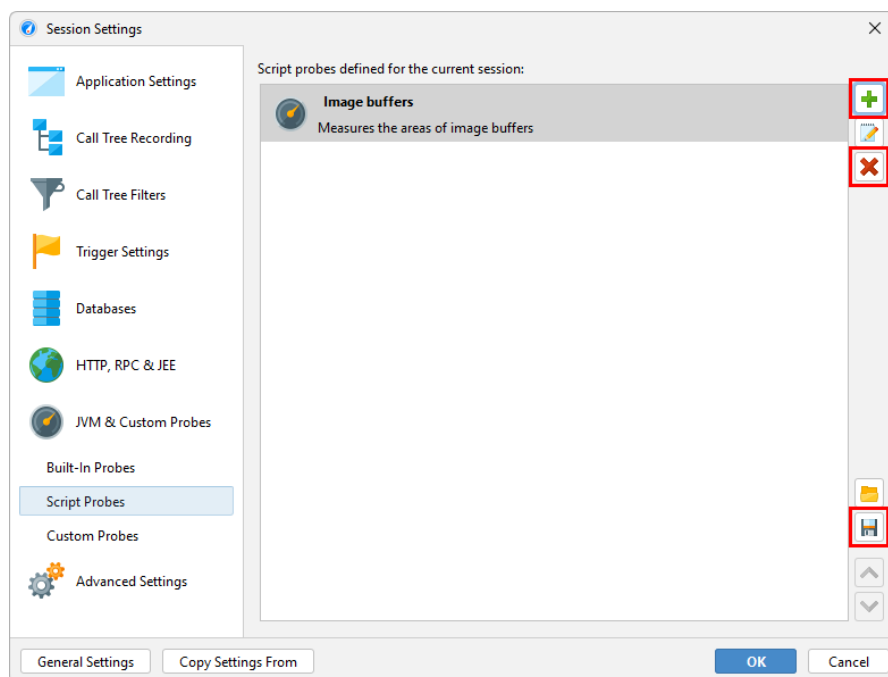 Session Settings
Application Settings
Call Tree Recording
Call Tree Filters
Trigger Settings
Databases
HTTP, RPC & JEE
JVM & Custom Probes
Built-In Probes
Script Probes
Custom Probes
Advanced Settings
Script probes defined for the current session:
Image buffers
Measures the areas of image buffers
General Settings
Copy Settings From
OK
Cancel